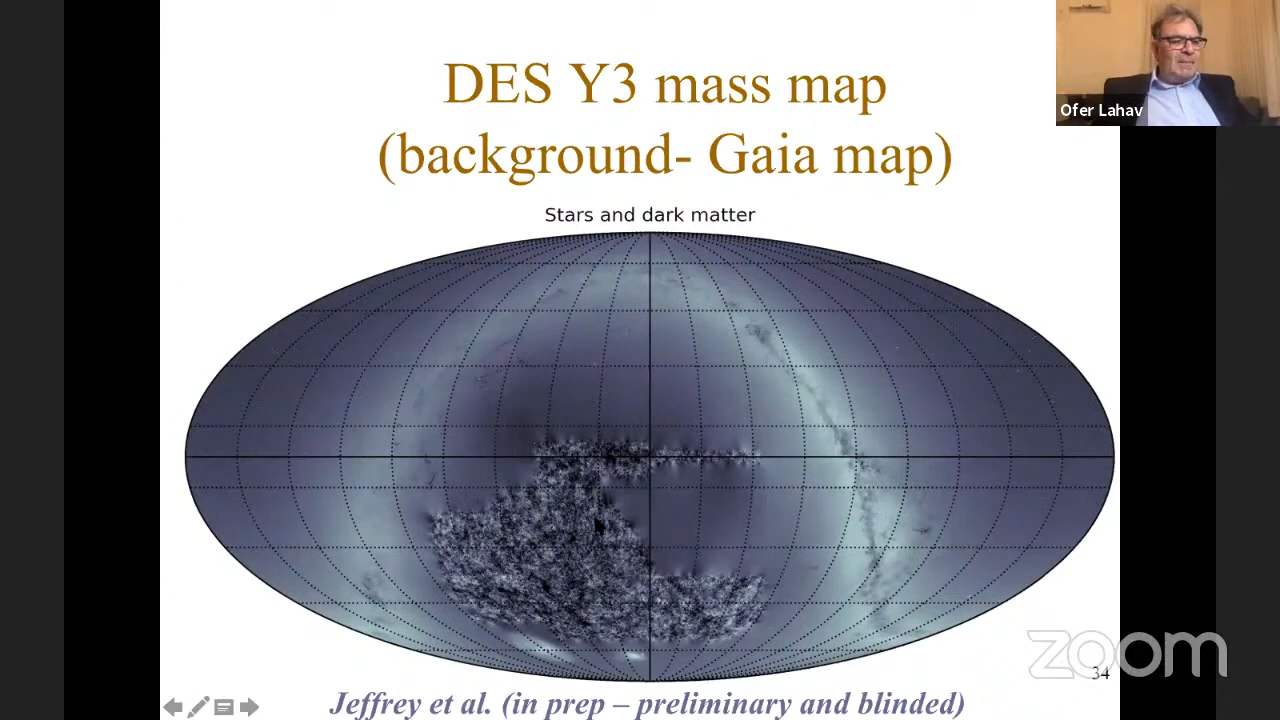 DES Y3 mass map
(background- Gaia map)
Ofer Lahav
Stars and dark matter
zoom
34
Jeffrey et al. (in prep – preliminary and blinded)